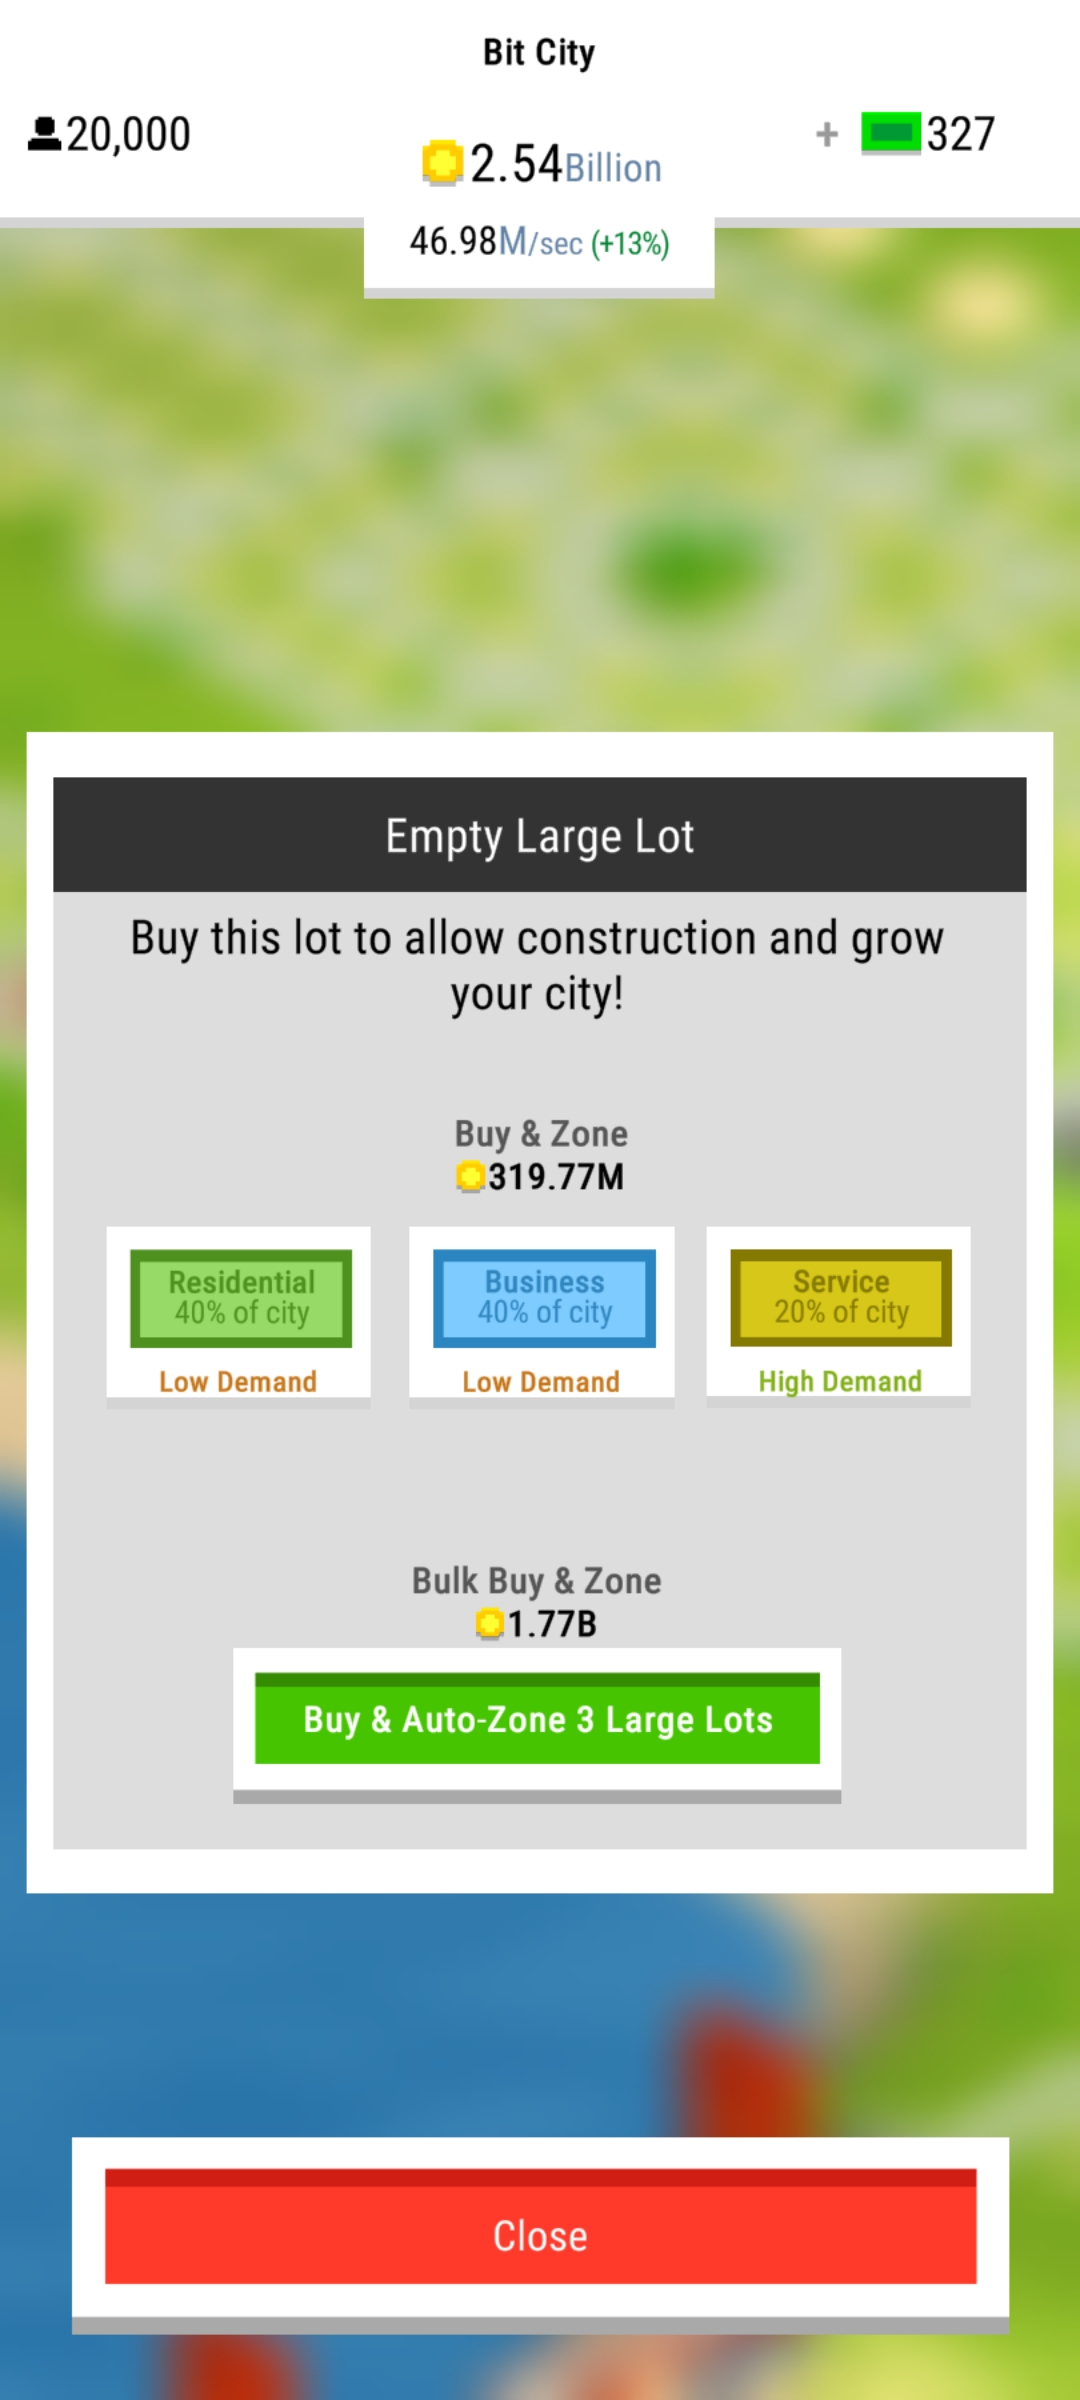 Bit City
20,000
2.54Billion
+ 327
46.98M/sec (+13%)
Empty Large Lot
Buy this lot to allow construction and grow
your city!
Buy & Zone
319.77M
Residential
40% of city
Low Demand
Business
40% of city
Low Demand
Service
20% of city
High Demand
Bulk Buy & Zone
1.77B
Buy & Auto-Zone 3 Large Lots
Close